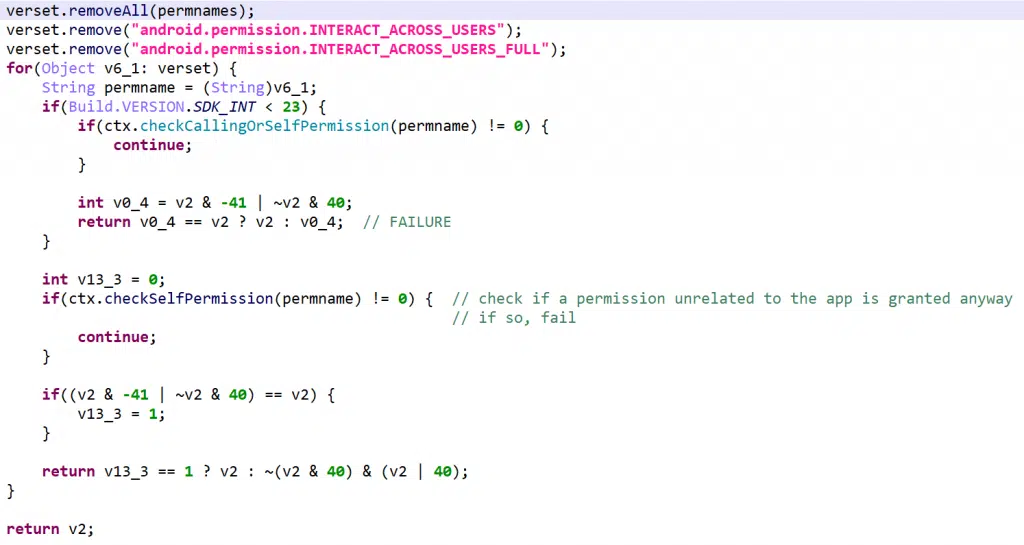 verset.removeAll(permnames);
verset.remove("android.permission.INTERACT_ACROSS_USERS");
verset.remove("android.permission.INTERACT_ACROSS_USERS_FULL");
for(Object v6_1: verset) {
    String permname = (String)v6_1;
    if(Build.VERSION.SDK_INT < 23) {
        if(ctx.checkCallingOrSelfPermission(permname) != 0) {
            continue;
        }
        int v0_4 = v2 & -41 | ~v2 & 40;
        return v0_4 == v2 ? v2 : v0_4;  // FAILURE
    }
    int v13_3 = 0;
    if(ctx.checkSelfPermission(permname) != 0) {  // check if a permission unrelated to the app is granted anyway
                                                  // if so, fail
        continue;
    }
    if((v2 & -41 | ~v2 & 40) == v2) {
        v13_3 = 1;
    }
    return v13_3 == 1 ? v2 : ~(v2 & 40) & (v2 | 40);
}
return v2;